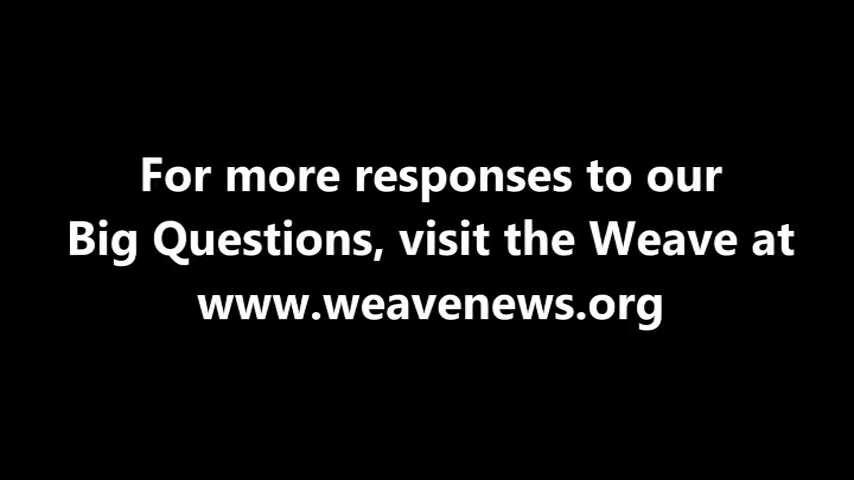 For more responses to our
Big Questions, visit the Weave at
www.weavenews.org